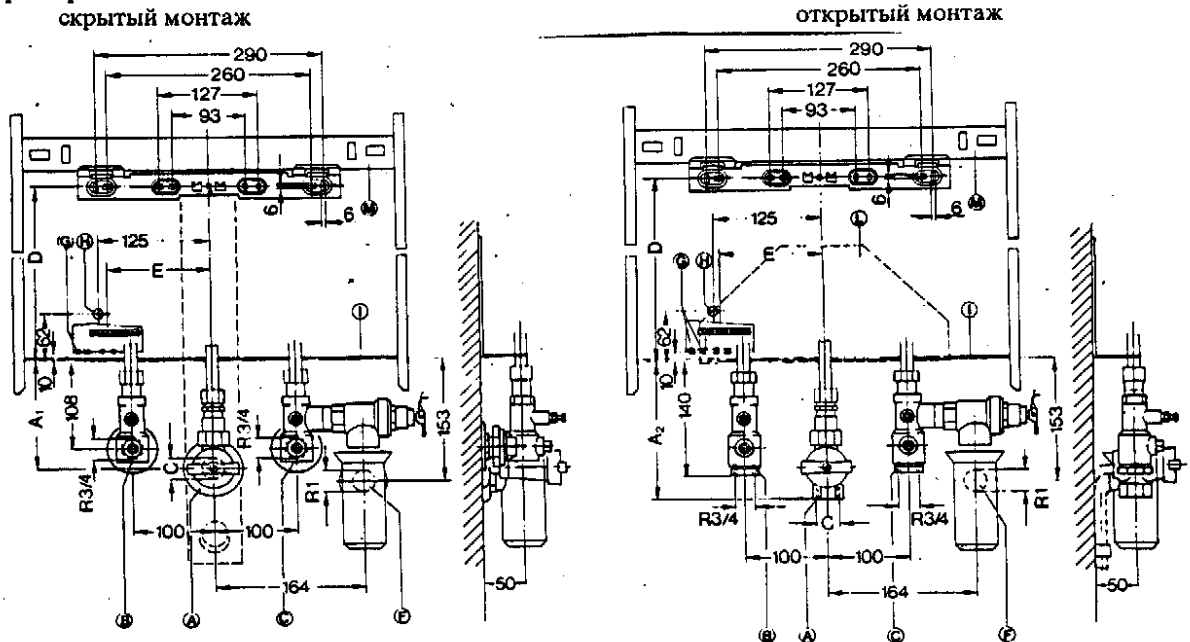 скрытый монтаж
открытый монтаж
290
260
127
93
6
6
M
D
G H
125
E
62
10
I
A₁
108
R3/4
C
R3/4
R1
153
100
100
164
50
B
A
C
F
290
260
127
93
6
6
M
D
125
L
E
G H
62
10
I
A₂
140
153
R1
R3/4
C
R3/4
100
100
164
50
B
A
C
F